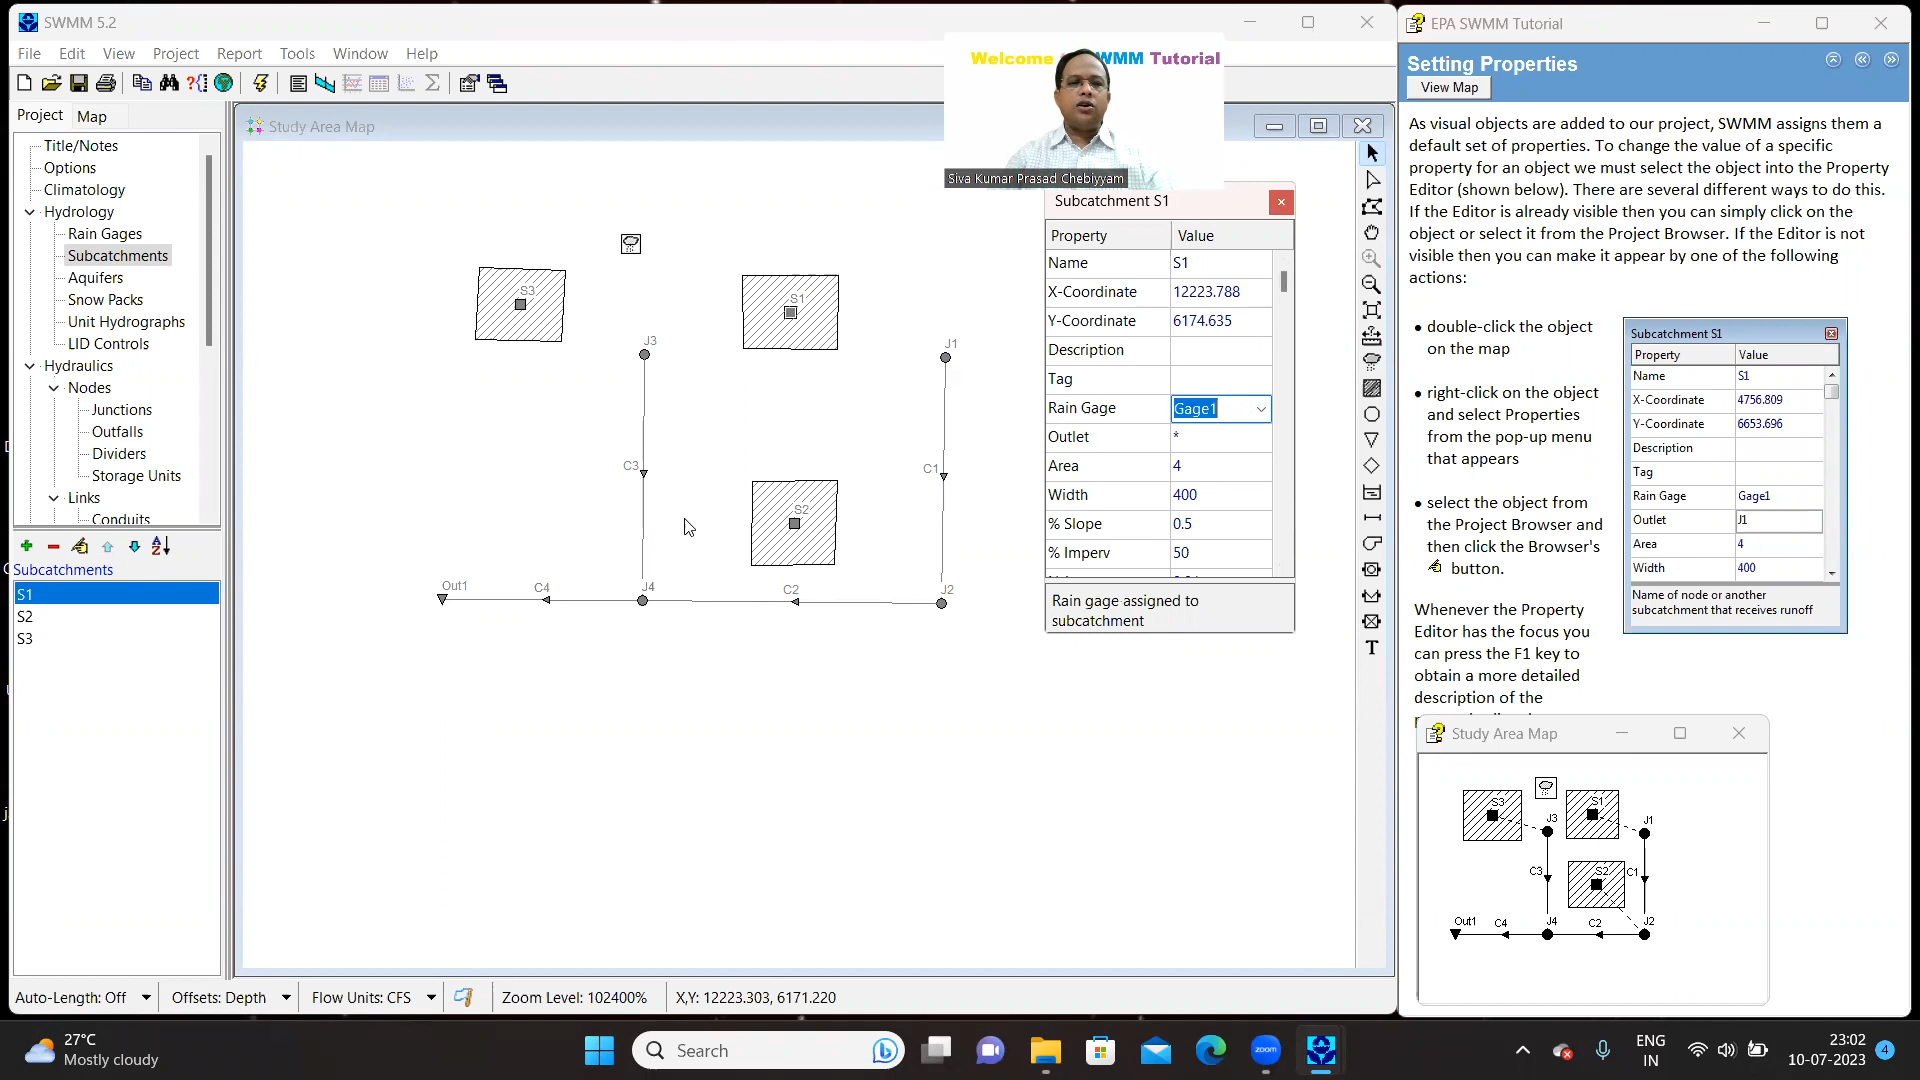 SWMM 5.2
File Edit View Project Report Tools Window Help
Project Map
Title/Notes
Options
Climatology
Hydrology
Rain Gages
Subcatchments
Aquifers
Snow Packs
Unit Hydrographs
LID Controls
Hydraulics
Nodes
Junctions
Outfalls
Dividers
Storage Units
Links
Conduits
Subcatchments
S1
S2
S3
Study Area Map
S3
S1
J3
J1
C3
C1
S2
Out1
C4
J4
C2
J2
Welcome
WMM Tutorial
Siva Kumar Prasad Chebiyyam
Subcatchment S1
Property Value
Name S1
X-Coordinate 12223.788
Y-Coordinate 6174.635
Description
Tag
Rain Gage Gage1
Outlet *
Area 4
Width 400
% Slope 0.5
% Imperv 50
Rain gage assigned to
subcatchment
T
Auto-Length: Off Offsets: Depth Flow Units: CFS Zoom Level: 102400% X,Y: 12223.303, 6171.220
EPA SWMM Tutorial
Setting Properties
View Map
As visual objects are added to our project, SWMM assigns them a
default set of properties. To change the value of a specific
property for an object we must select the object into the Property
Editor (shown below). There are several different ways to do this.
If the Editor is already visible then you can simply click on the
object or select it from the Project Browser. If the Editor is not
visible then you can make it appear by one of the following
actions:
• double-click the object
on the map
• right-click on the object
and select Properties
from the pop-up menu
that appears
• select the object from
the Project Browser and
then click the Browser's
button.
Whenever the Property
Editor has the focus you
can press the F1 key to
obtain a more detailed
description of the
Subcatchment S1
Property Value
Name S1
X-Coordinate 4756.809
Y-Coordinate 6653.696
Description
Tag
Rain Gage Gage1
Outlet J1
Area 4
Width 400
Name of node or another
subcatchment that receives runoff
Study Area Map
S3
S1
J3
J1
C3
S2
C1
Out1
C4
J4
C2
J2
27°C
Mostly cloudy
Search
zoom
ENG
IN
23:02
10-07-2023
4